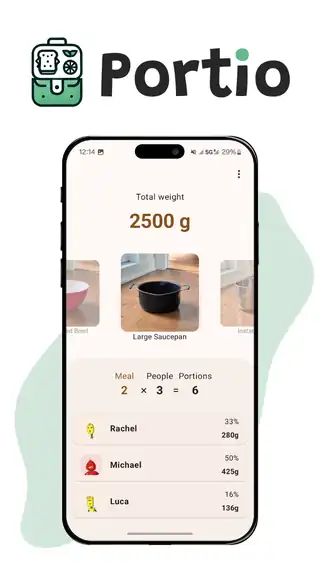 Portio
12:14 5G 29%
Total weight
2500 g
Large Saucepan
Meal People Portions
2 × 3 = 6
Rachel 33%
280g
Michael 50%
425g
Luca 16%
136g